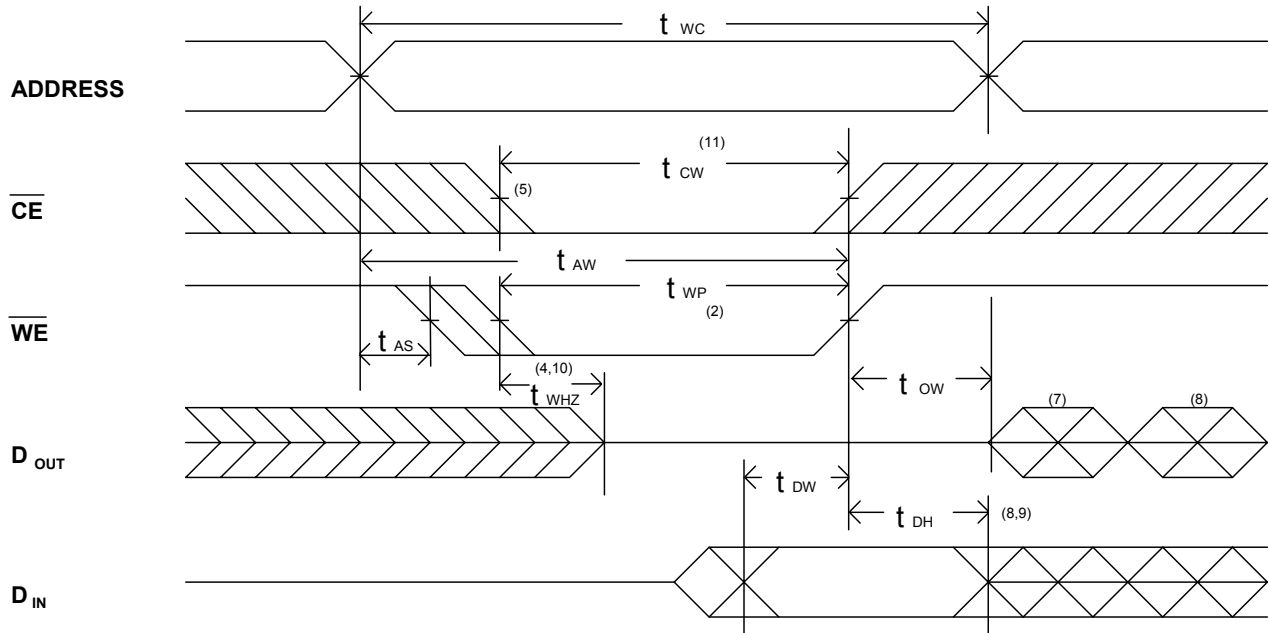 t WC
ADDRESS
(11)
t CW
(5)
CE
t AW
t WP
(2)
WE
t AS
(4,10)
t WHZ
t OW
(7)
(8)
D OUT
t DW
t DH
(8,9)
D IN